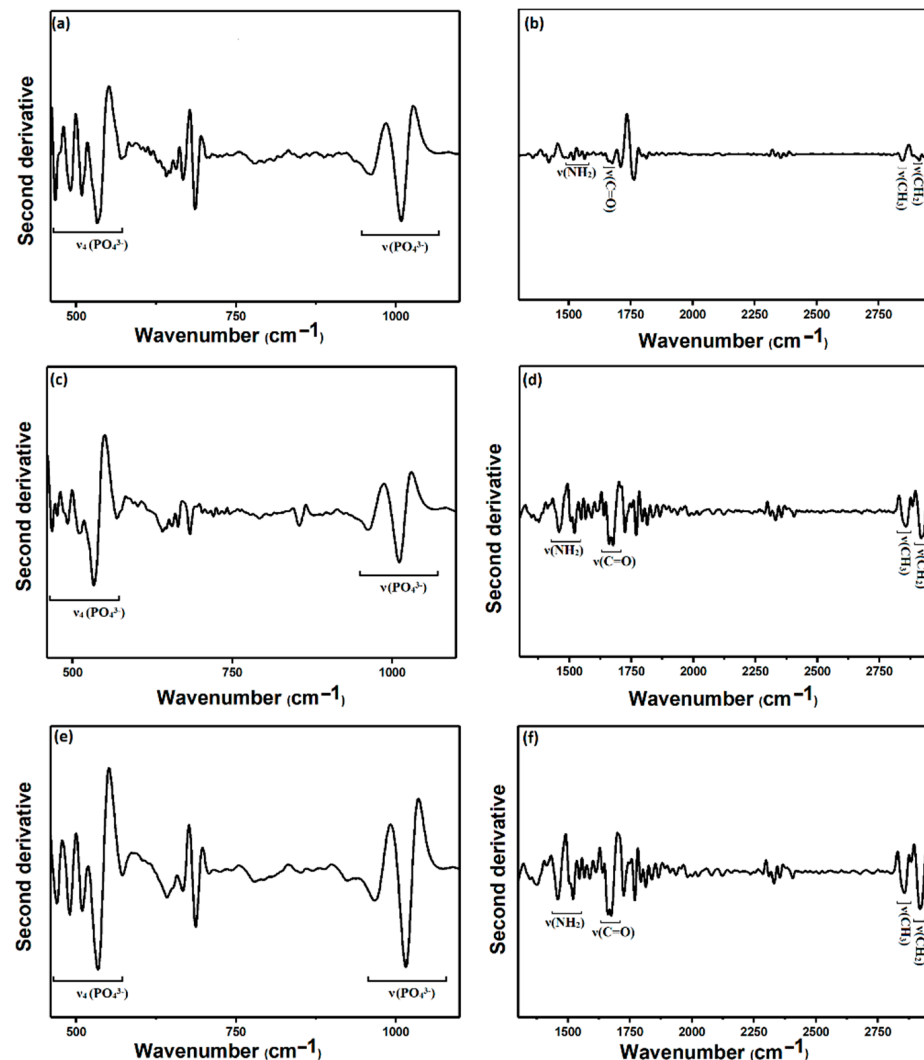 (a)
Second derivative
ν₄ (PO₄³⁻)
ν(PO₄³⁻)
500 750 1000
Wavenumber (cm⁻¹)
(b)
Second derivative
ν(NH₂)
ν(C=O)
ν(CH₃)
ν(CH₂)
1500 1750 2000 2250 2500 2750
Wavenumber (cm⁻¹)
(c)
Second derivative
ν₄ (PO₄³⁻)
ν(PO₄³⁻)
500 750 1000
Wavenumber (cm⁻¹)
(d)
Second derivative
ν(NH₂)
ν(C=O)
ν(CH₃)
ν(CH₂)
1500 1750 2000 2250 2500 2750
Wavenumber (cm⁻¹)
(e)
Second derivative
ν₄ (PO₄³⁻)
ν(PO₄³⁻)
500 750 1000
Wavenumber (cm⁻¹)
(f)
Second derivative
ν(NH₂)
ν(C=O)
ν(CH₃)
ν(CH₂)
1500 1750 2000 2250 2500 2750
Wavenumber (cm⁻¹)